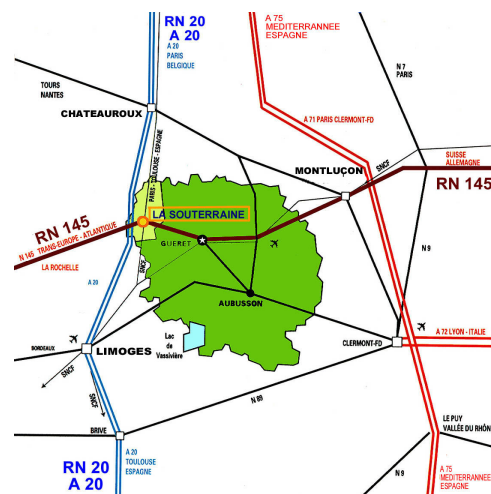 RN 20
A 20
A 20
PARIS
BELGIQUE
A 75
MEDITERRANNEE
ESPAGNE
N 7
PARIS
TOURS
NANTES
CHATEAUROUX
A 71 PARIS CLERMONT-FD
PARIS - TOULOUSE - ESPAGNE
SNCF
SUISSE
ALLEMAGNE
MONTLUÇON
RN 145
LA SOUTERRAINE
RN 145
N 145 TRANS-EUROPE - ATLANTIQUE
GUERET
LA ROCHELLE
SNCF
N 9
A 20
AUBUSSON
A 72 LYON - ITALIE
Lac
de
Vassivière
CLERMONT-FD
BORDEAUX
LIMOGES
SNCF
SNCF
N 89
LE PUY
VALLÉE DU RHÔN
BRIVE
A 20
TOULOUSE
ESPAGNE
RN 20
A 20
N 9
A 75
MEDITERRANNEE
ESPAGNE